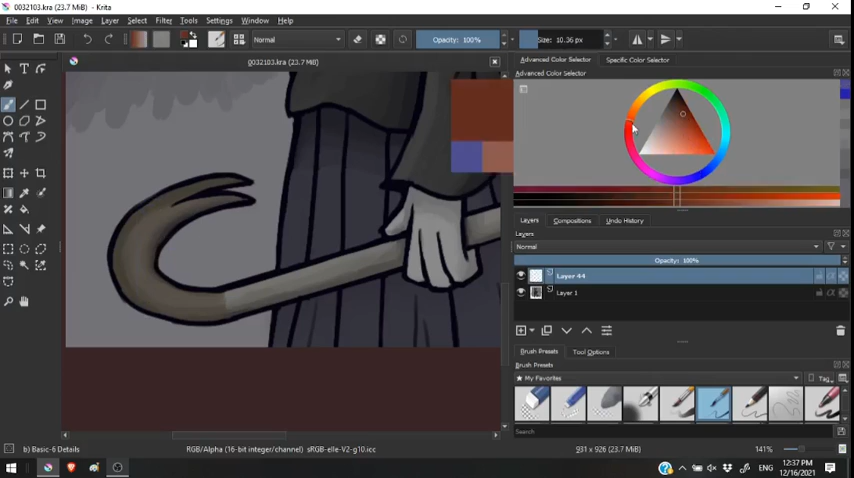 0032103.kra (23.7 MiB) - Krita
File Edit View Image Layer Select Filter Tools Settings Window Help
Normal Opacity: 100% Size: 10.36 px
0032103.kra (23.7 MiB)
Advanced Color Selector Specific Color Selector
Advanced Color Selector
Layers Compositions Undo History
Layers
Normal
Opacity: 100%
Layer 44
Layer 1
Brush Presets Tool Options
Brush Presets
My Favorites Tag
Search
b) Basic-6 Details RGB/Alpha (16-bit integer/channel) sRGB-elle-V2-g10.icc 931 x 926 (23.7 MiB) 141%
ENG 12:37 PM
12/16/2021